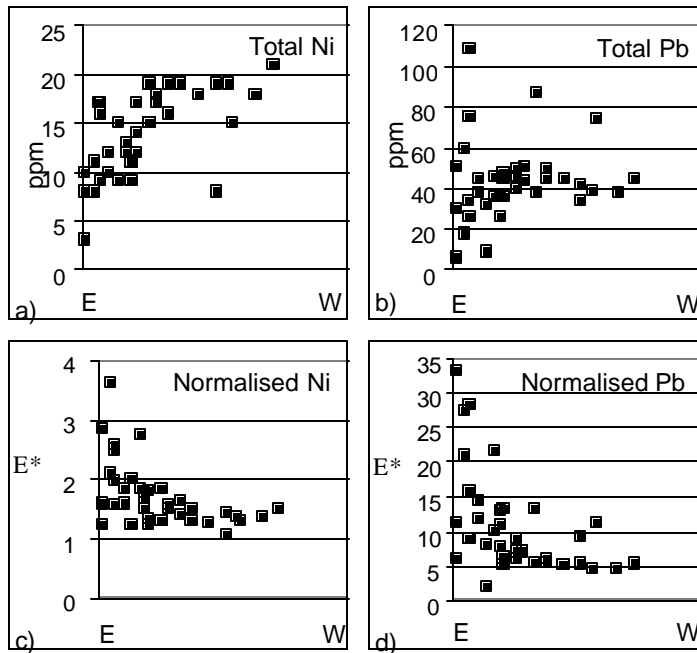 Total Ni
25
20
15
10
5
0
ppm
E W
a)
Total Pb
120
100
80
60
40
20
0
ppm
E W
b)
Normalised Ni
4
3
2
1
0
E*
E W
c)
Normalised Pb
35
30
25
20
15
10
5
0
E*
E W
d)